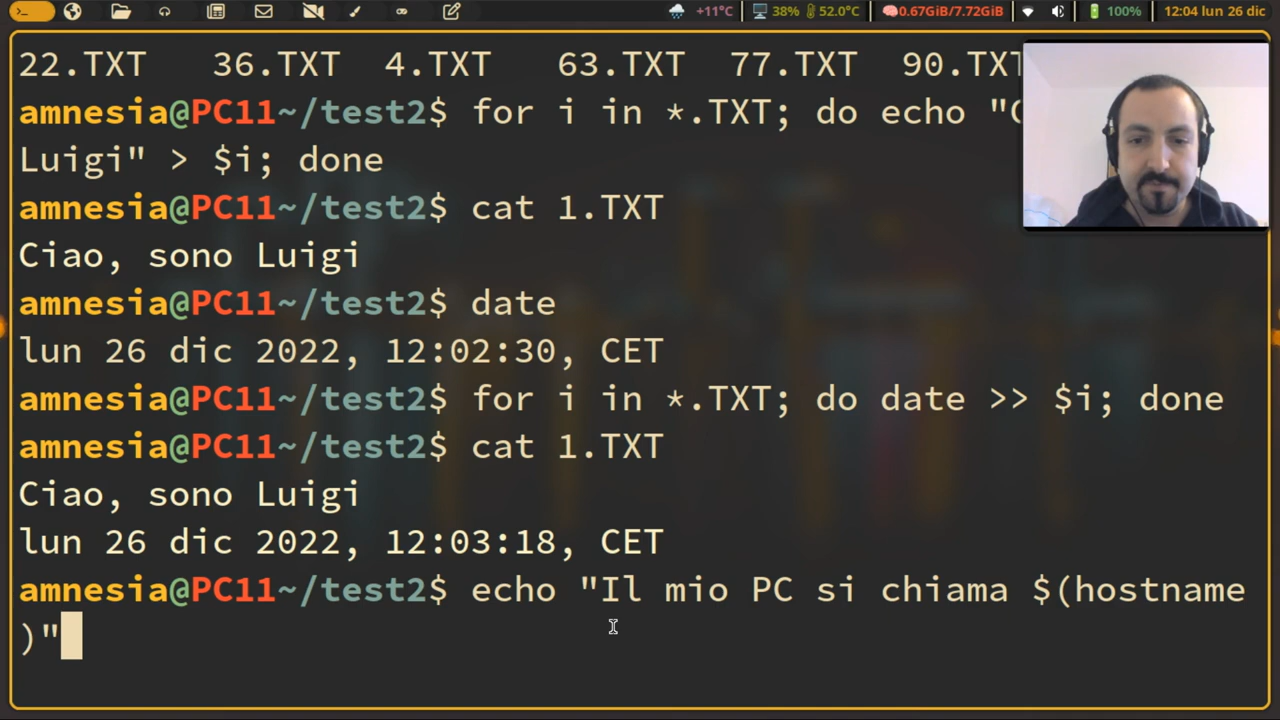 +11°C 38% 52.0°C 0.67GiB/7.72GiB 100% 12:04 lun 26 dic
22.TXT 36.TXT 4.TXT 63.TXT 77.TXT 90.TXT
amnesia@PC11~/test2$ for i in *.TXT; do echo "
Luigi" > $i; done
amnesia@PC11~/test2$ cat 1.TXT
Ciao, sono Luigi
amnesia@PC11~/test2$ date
lun 26 dic 2022, 12:02:30, CET
amnesia@PC11~/test2$ for i in *.TXT; do date >> $i; done
amnesia@PC11~/test2$ cat 1.TXT
Ciao, sono Luigi
lun 26 dic 2022, 12:03:18, CET
amnesia@PC11~/test2$ echo "Il mio PC si chiama $(hostname
)"